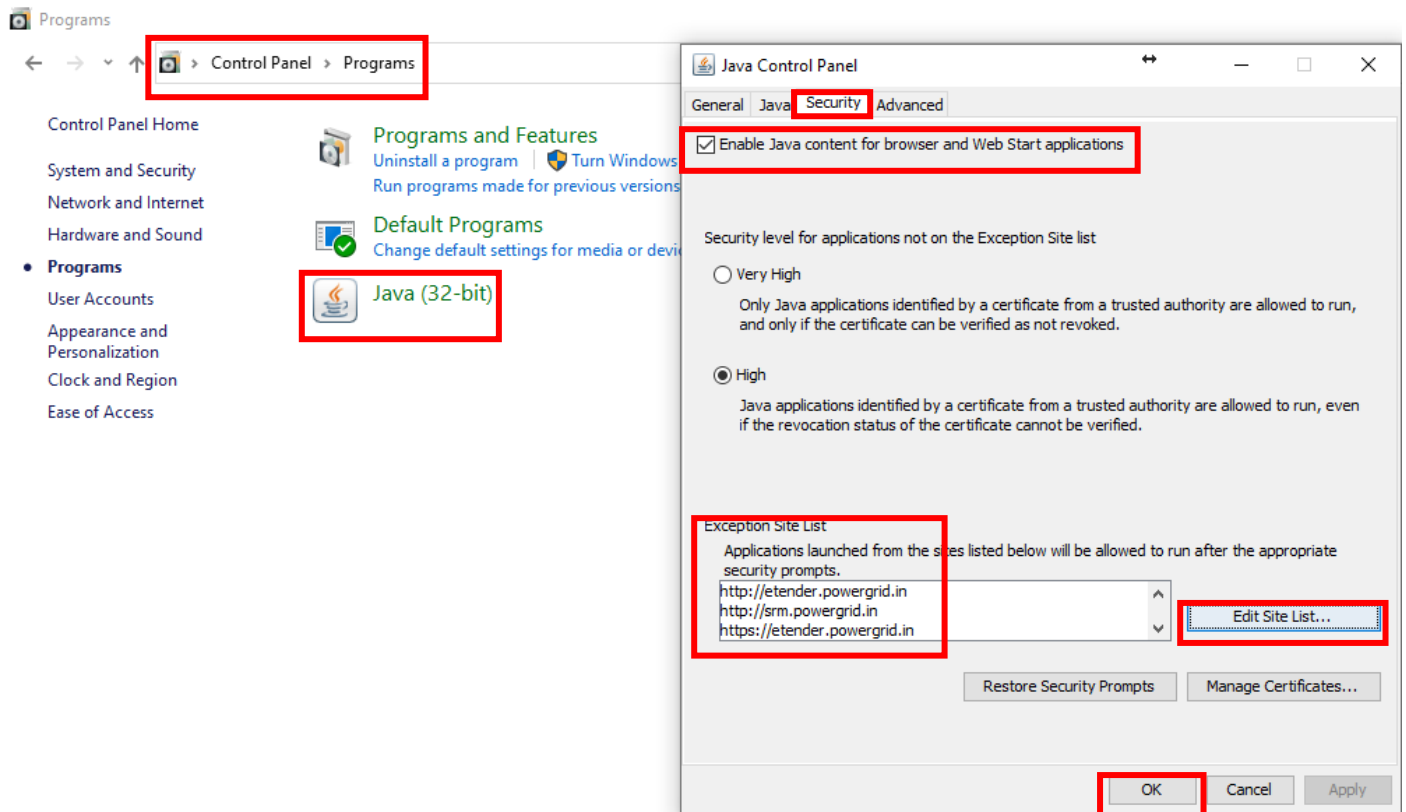 Programs
Control Panel > Programs
Control Panel Home
System and Security
Network and Internet
Hardware and Sound
Programs
User Accounts
Appearance and
Personalization
Clock and Region
Ease of Access
Programs and Features
Uninstall a program Turn Windows
Run programs made for previous versions
Default Programs
Change default settings for media or devi
Java (32-bit)
Java Control Panel
General Java Security Advanced
Enable Java content for browser and Web Start applications
Security level for applications not on the Exception Site list
Very High
Only Java applications identified by a certificate from a trusted authority are allowed to run,
and only if the certificate can be verified as not revoked.
High
Java applications identified by a certificate from a trusted authority are allowed to run, even
if the revocation status of the certificate cannot be verified.
Exception Site List
Applications launched from the sites listed below will be allowed to run after the appropriate
security prompts.
http://etender.powergrid.in
http://srm.powergrid.in
https://etender.powergrid.in
Edit Site List...
Restore Security Prompts Manage Certificates...
OK Cancel Apply